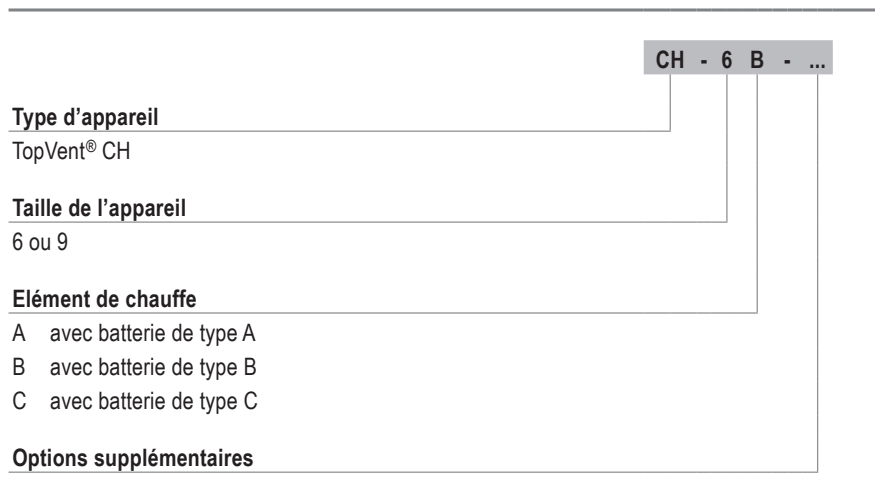 CH - 6 B - ...
Type d’appareil
TopVent® CH
Taille de l’appareil
6 ou 9
Elément de chauffe
A avec batterie de type A
B avec batterie de type B
C avec batterie de type C
Options supplémentaires